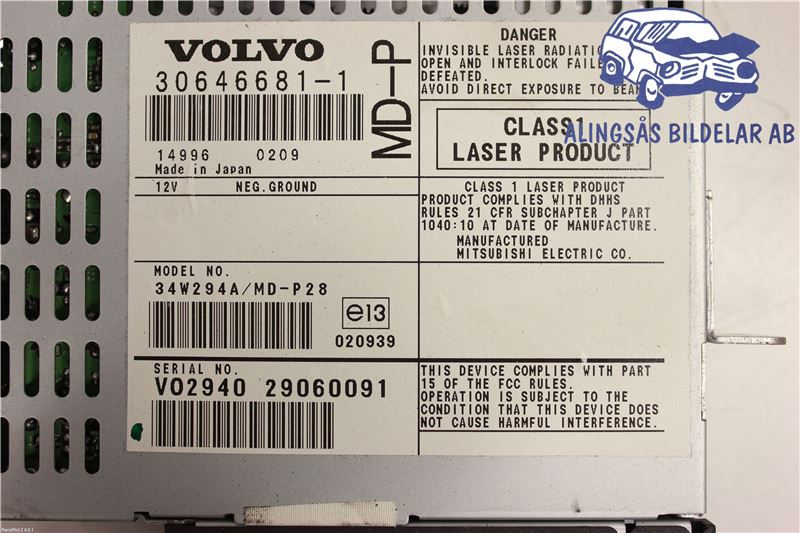 VOLVO
30646681-1
14996 0209
Made in Japan
12V NEG.GROUND
MD-P
DANGER
INVISIBLE LASER RADIATI
OPEN AND INTERLOCK FAILE
DEFEATED.
AVOID DIRECT EXPOSURE TO BEAM
ALINGSÅS BILDELAR AB
CLASS1
LASER PRODUCT
CLASS 1 LASER PRODUCT
PRODUCT COMPLIES WITH DHHS
RULES 21 CFR SUBCHAPTER J PART
1040:10 AT DATE OF MANUFACTURE.
MANUFACTURED
MITSUBISHI ELECTRIC CO.
MODEL NO.
34W294A/MD-P28
e13
020939
SERIAL NO.
VO2940 29060091
THIS DEVICE COMPLIES WITH PART
15 OF THE FCC RULES.
OPERATION IS SUBJECT TO THE
CONDITION THAT THIS DEVICE DOES
NOT CAUSE HARMFUL INTERFERENCE.